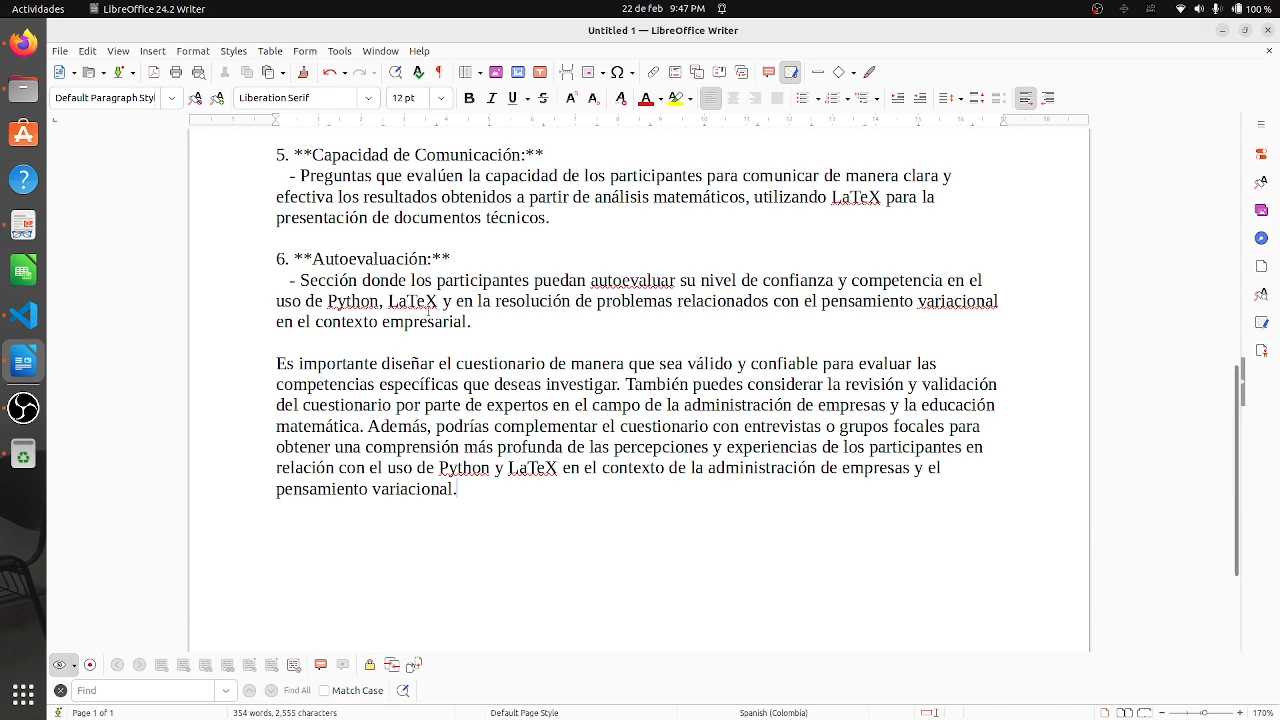 Actividades
LibreOffice 24.2 Writer
22 de feb 9:47 PM
100 %
Untitled 1 — LibreOffice Writer
File Edit View Insert Format Styles Table Form Tools Window Help
Default Paragraph Styl
Liberation Serif
12 pt
5. **Capacidad de Comunicación:**
- Preguntas que evalúen la capacidad de los participantes para comunicar de manera clara y
efectiva los resultados obtenidos a partir de análisis matemáticos, utilizando LaTeX para la
presentación de documentos técnicos.
6. **Autoevaluación:**
- Sección donde los participantes puedan autoevaluar su nivel de confianza y competencia en el
uso de Python, LaTeX y en la resolución de problemas relacionados con el pensamiento variacional
en el contexto empresarial.
Es importante diseñar el cuestionario de manera que sea válido y confiable para evaluar las
competencias específicas que deseas investigar. También puedes considerar la revisión y validación
del cuestionario por parte de expertos en el campo de la administración de empresas y la educación
matemática. Además, podrías complementar el cuestionario con entrevistas o grupos focales para
obtener una comprensión más profunda de las percepciones y experiencias de los participantes en
relación con el uso de Python y LaTeX en el contexto de la administración de empresas y el
pensamiento variacional.
Find
Find All
Match Case
Page 1 of 1
354 words, 2,555 characters
Default Page Style
Spanish (Colombia)
170%